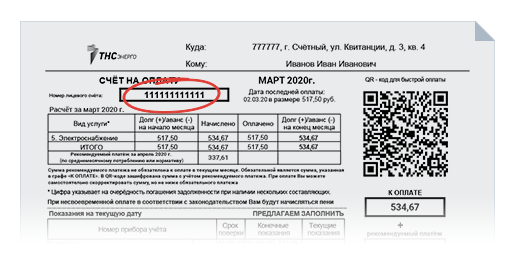 ТНС энерго
Куда: 777777, г. Счётный, ул. Квитанции, д. 3, кв. 4
Кому: Иванов Иван Иванович
СЧЁТ НА ОПЛАТУ МАРТ 2020г. QR - код для быстрой оплаты
Номер лицевого счёта: 111111111111 Дата последней оплаты:
02.03.20 в размере 517,50 руб.
Расчёт за март 2020 г.
Вид услуги* Долг (+)/аванс (-) на начало месяца Начислено Оплачено Долг (+)/аванс (-) на конец месяца
5. Электроснабжение 517,50 534,67 517,50 534,67
ИТОГО 517,50 534,67 517,50 534,67
Рекомендуемый платеж за апрель 2020 г.
(по среднемесячному потреблению или нормативу) 337,61
Сумма рекомендуемого платежа не обязательна к оплате в текущем месяце. Обязательной является сумма, указанная
в графе «К ОПЛАТЕ». В QR коде зашифрована сумма с учётом рекомендуемого платежа. При оплате Вы можете
самостоятельно скорректировать сумму, но не ниже обязательного платежа
* Цифра указывает на очерёдность погашения задолженности при наличии нескольких составляющих.
При несвоевременной оплате в соответствии с законодательством Вам будут начисляться пени
К ОПЛАТЕ
534,67
+
рекомендуемый платёж
Показания на текущую дату ПРЕДЛАГАЕМ ЗАПОЛНИТЬ
Номер прибора учёта Срок поверки Конечные показания Текущие показания